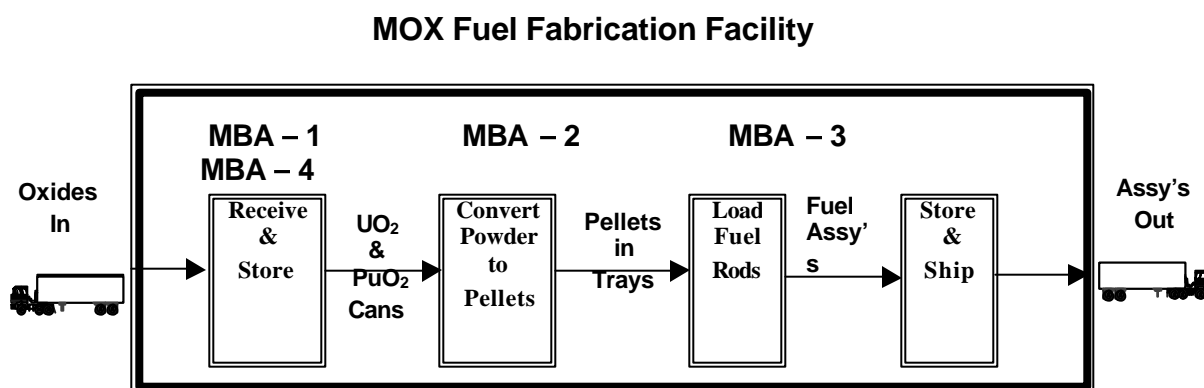 MOX Fuel Fabrication Facility
MBA – 1
MBA – 4
MBA – 2
MBA – 3
Oxides
In
Receive
&
Store
UO₂
&
PuO₂
Cans
Convert
Powder
to
Pellets
Pellets
in
Trays
Load
Fuel
Rods
Fuel
Assy'
s
Store
&
Ship
Assy's
Out